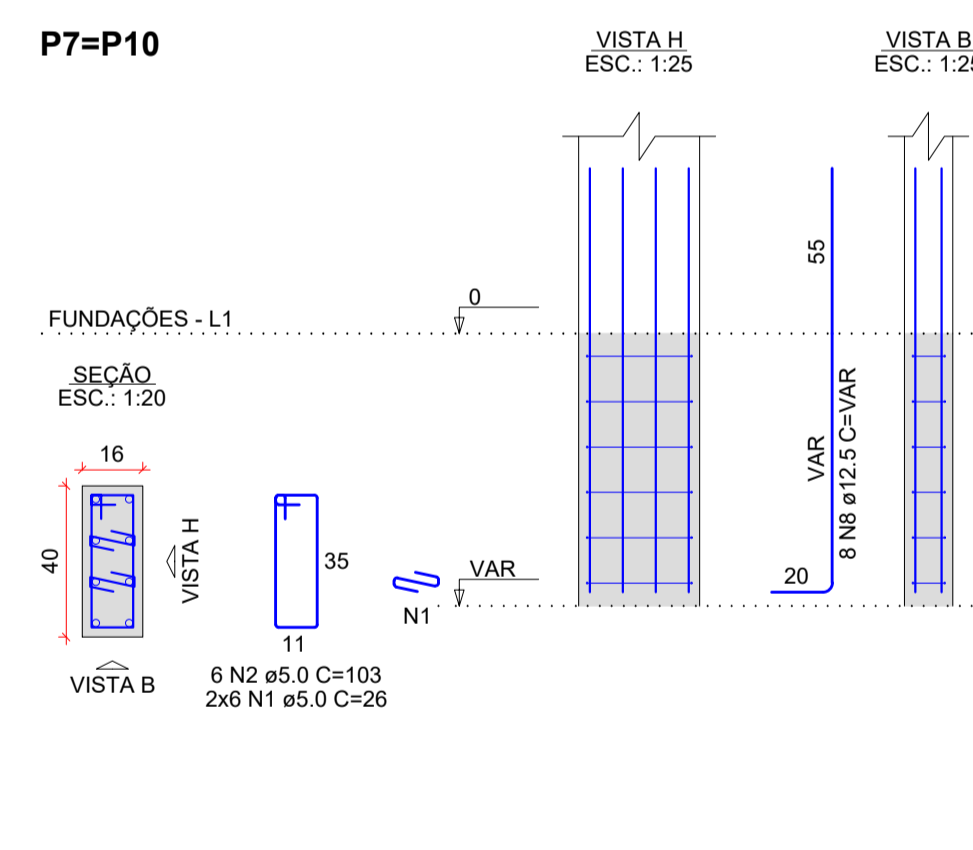 P7=P10
VISTA H
ESC.: 1:25
VISTA B
ESC.: 1:25
55
0
FUNDAÇÕES - L1
SEÇÃO
ESC.: 1:20
16
40
VISTA H
35
11
N1
VAR
VAR
8 N8 ø12.5 C=VAR
20
VISTA B
6 N2 ø5.0 C=103
2x6 N1 ø5.0 C=26